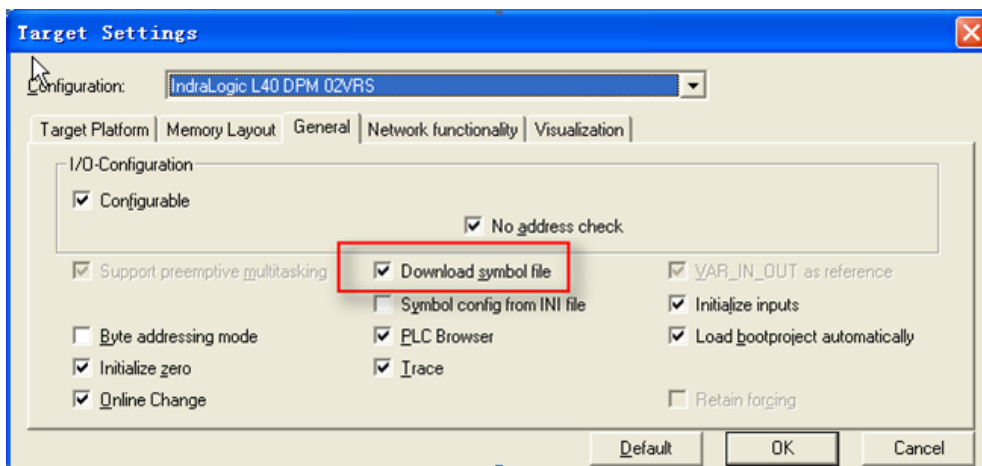 Target Settings
Configuration: IndraLogic L40 DPM 02VRS
Target Platform Memory Layout General Network functionality Visualization
I/O-Configuration
Configurable
No address check
Support preemptive multitasking Download symbol file VAR_IN_OUT as reference
Symbol config from INI file Initialize inputs
Byte addressing mode PLC Browser Load bootproject automatically
Initialize zero Trace
Online Change Retain forcing
Default OK Cancel